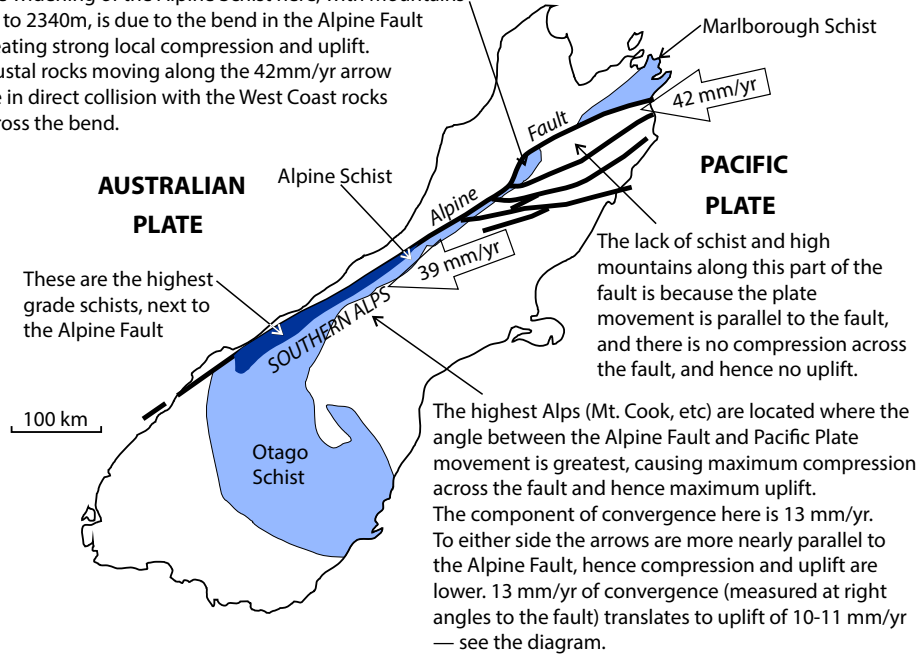 to 2340m, is due to the bend in the Alpine Fault
strong local compression and uplift.
rocks moving along the 42mm/yr arrow
in direct collision with the West Coast rocks
the bend.
Marlborough Schist
42 mm/yr
Fault
AUSTRALIAN
PLATE
Alpine Schist
Alpine
PACIFIC
PLATE
39 mm/yr
These are the highest
grade schists, next to
the Alpine Fault
SOUTHERN ALPS
The lack of schist and high
mountains along this part of the
fault is because the plate
movement is parallel to the fault,
and there is no compression across
the fault, and hence no uplift.
100 km
Otago
Schist
The highest Alps (Mt. Cook, etc) are located where the
angle between the Alpine Fault and Pacific Plate
movement is greatest, causing maximum compression
across the fault and hence maximum uplift.
The component of convergence here is 13 mm/yr.
To either side the arrows are more nearly parallel to
the Alpine Fault, hence compression and uplift are
lower. 13 mm/yr of convergence (measured at right
angles to the fault) translates to uplift of 10-11 mm/yr
— see the diagram.